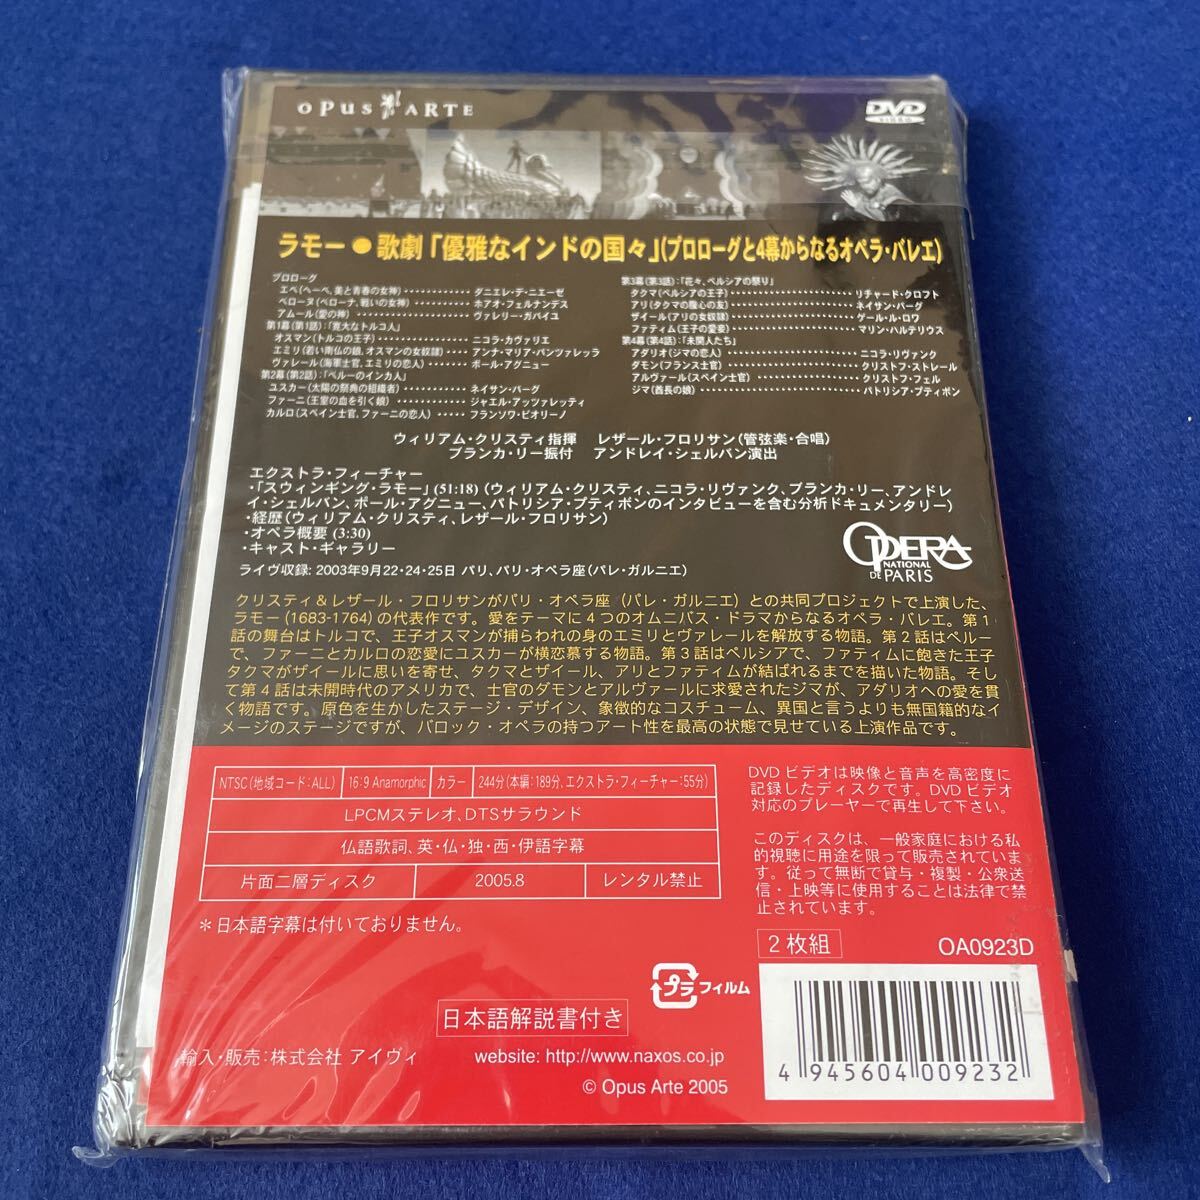 OPUS ARTE
DVD
VIDEO
ラモー●歌劇「優雅なインドの国々」(プロローグと4幕からなるオペラ・バレエ)
プロローグ
エベ(ヘーベ、美と青春の女神)・・・・・・・・・・・・ダニエレ・デ・ニエーゼ
ベローヌ(ベローナ、戦いの女神)・・・・・・・・・・・・ホアオ・フェルナンデス
アムール(愛の神)・・・・・・・・・・・・ヴァレリー・ガバイユ
第1幕(第1話):「寛大なトルコ人」
オスマン(トルコの王子)・・・・・・・・・・・・ニコラ・カヴァリエ
エミリ(若い南仏の娘、オスマンの女奴隷)・・・・・アンナ・マリア・パンツァレッラ
ヴァレール(海軍士官、エミリの恋人)・・・・・・ポール・アグニュー
第2幕(第2話):「ペルーのインカ人」
ユスカー(太陽の祭典の組織者)・・・・・・・・・・ネイサン・バーグ
ファーニ(王室の血を引く娘)・・・・・・・・・・・・ジャエル・アッツァレッティ
カルロ(スペイン士官、ファーニの恋人)・・・・・フランソワ・ピオリーノ
第3幕(第3話):「花々、ペルシアの祭り」
タクマ(ペルシアの王子)・・・・・・・・・・・・リチャード・クロフト
アリ(タクマの腹心の友)・・・・・・・・・・・・ネイサン・バーグ
ザイール(アリの女奴隷)・・・・・・・・・・・・ゲール・ル・ロワ
ファティム(王子の愛妾)・・・・・・・・・・・・マリン・ハルテリウス
第4幕(第4話):「未開人たち」
アダリオ(ジマの恋人)・・・・・・・・・・・・ニコラ・リヴァンク
ダモン(フランス士官)・・・・・・・・・・・・クリストフ・ストレール
アルヴァール(スペイン士官)・・・・・・・・・・・・クリストフ・フェル
ジマ(酋長の娘)・・・・・・・・・・・・パトリシア・プティボン
ウィリアム・クリスティ指揮 レザール・フロリサン(管弦楽・合唱)
ブランカ・リー振付 アンドレイ・シェルバン演出
エクストラ・フィーチャー
・「スウィンギング・ラモー」(51:18)(ウィリアム・クリスティ、ニコラ・リヴァンク、ブランカ・リー、アンドレ
イ・シェルバン、ポール・アグニュー、パトリシア・プティボンのインタビューを含む分析ドキュメンタリー)
・経歴(ウィリアム・クリスティ、レザール・フロリサン)
・オペラ概要(3:30)
・キャスト・ギャラリー
OPERA
NATIONAL
DE PARIS
ライヴ収録: 2003年9月22・24・25日 パリ、パリ・オペラ座(パレ・ガルニエ)
クリスティ&レザール・フロリサンがパリ・オペラ座(パレ・ガルニエ)との共同プロジェクトで上演した、
ラモー(1683-1764)の代表作です。愛をテーマに4つのオムニバス・ドラマからなるオペラ・バレエ。第1
話の舞台はトルコで、王子オスマンが捕らわれの身のエミリとヴァレールを解放する物語。第2話はペルー
で、ファーニとカルロの恋愛にユスカーが横恋慕する物語。第3話はペルシアで、ファティムに飽きた王子
タクマがザイールに思いを寄せ、タクマとザイール、アリとファティムが結ばれるまでを描いた物語。そし
て第4話は未開時代のアメリカで、士官のダモンとアルヴァールに求愛されたジマが、アダリオへの愛を貫
く物語です。原色を生かしたステージ・デザイン、象徴的なコスチューム、異国と言うよりも無国籍的なイ
メージのステージですが、バロック・オペラの持つアート性を最高の状態で見せている上演作品です。
NTSC(地域コード:ALL) 16:9 Anamorphic カラー 244分(本編:189分、エクストラ・フィーチャー:55分)
LPCMステレオ、DTSサラウンド
仏語歌詞、英・仏・独・西・伊語字幕
片面二層ディスク 2005.8 レンタル禁止
*日本語字幕は付いておりません。
DVDビデオは映像と音声を高密度に
記録したディスクです。DVDビデオ
対応のプレーヤーで再生して下さい。
このディスクは、一般家庭における私
的視聴に用途を限って販売されていま
す。従って無断で貸与・複製・公衆送
信・上映等に使用することは法律で禁
止されています。
2枚組 OA0923D
プラ フィルム
日本語解説書付き
輸入・販売:株式会社 アイヴィ website: http://www.naxos.co.jp
© Opus Arte 2005
4 945604 009232